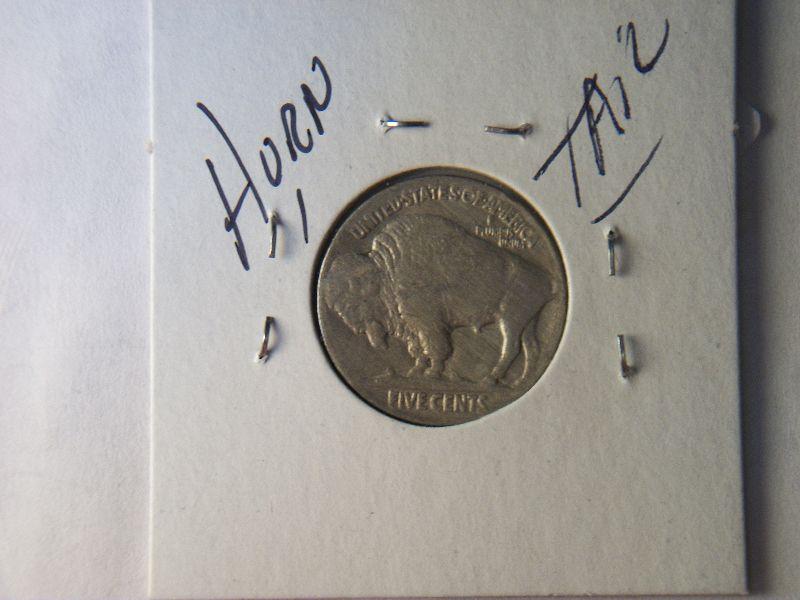 HORN
TAIL
UNITED STATES OF AMERICA
E
PLURIBUS
UNUM
FIVE CENTS